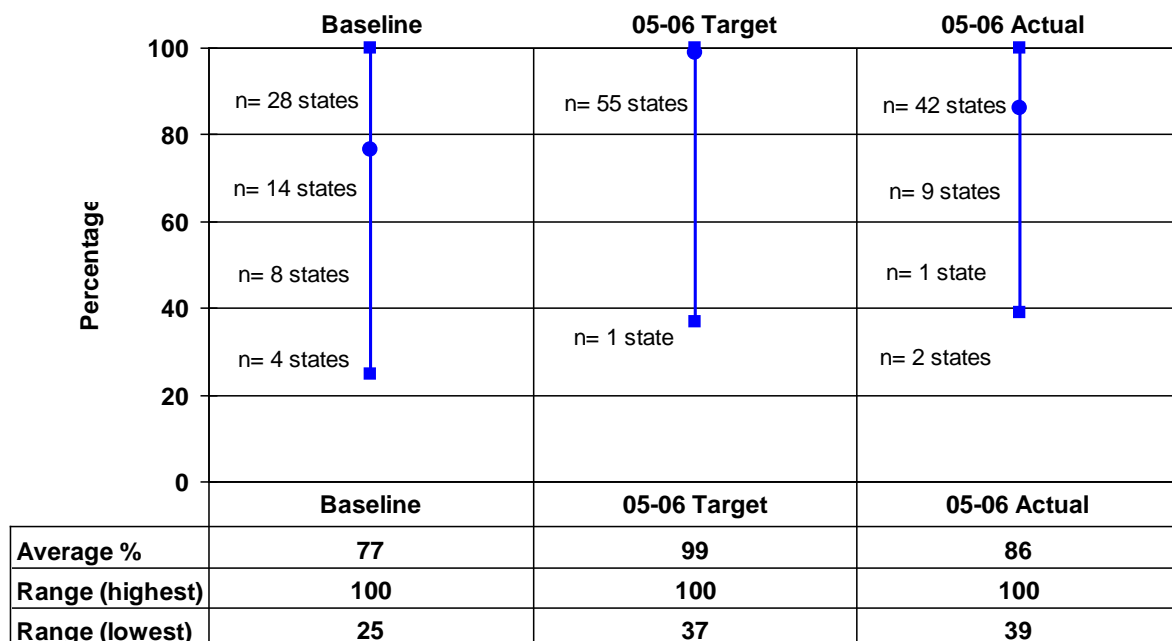 Baseline 05-06 Target 05-06 Actual
100
n= 28 states n= 55 states n= 42 states
80
n= 14 states n= 9 states
60
n= 8 states n= 1 state
40
n= 4 states n= 1 state n= 2 states
20
0
Percentage
Baseline 05-06 Target 05-06 Actual
Average % 77 99 86
Range (highest) 100 100 100
Range (lowest) 25 37 39